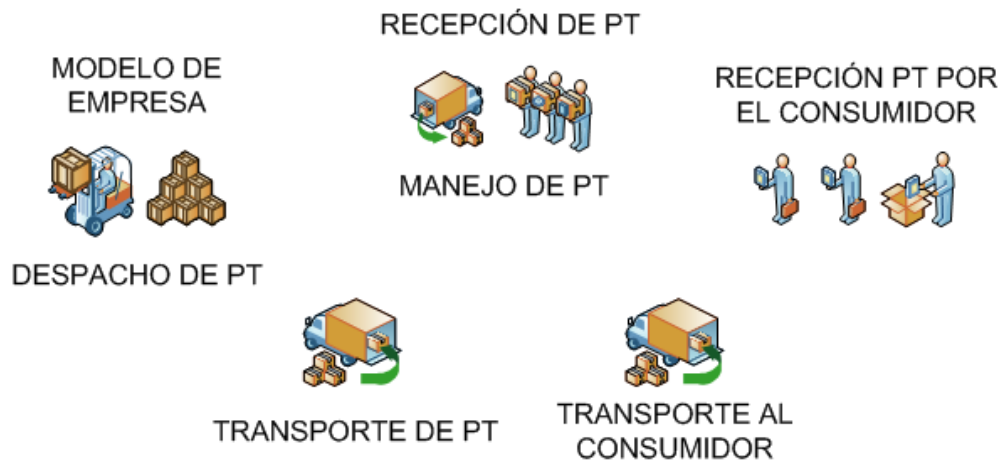 MODELO DE
EMPRESA
DESPACHO DE PT
RECEPCIÓN DE PT
MANEJO DE PT
RECEPCIÓN PT POR
EL CONSUMIDOR
TRANSPORTE DE PT
TRANSPORTE AL
CONSUMIDOR